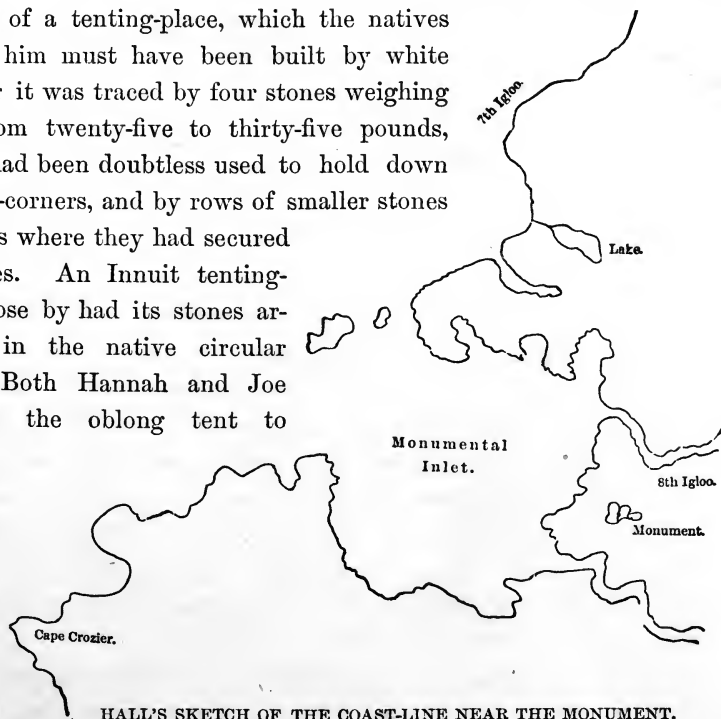 of a tenting-place, which the natives
him must have been built by white
it was traced by four stones weighing
om twenty-five to thirty-five pounds,
had been doubtless used to hold down
-corners, and by rows of smaller stones
s where they had secured
es. An Innuit tenting-
ose by had its stones ar-
in the native circular
Both Hannah and Joe
the oblong tent to
7th Igloo.
Lake.
Monumental
Inlet.
8th Igloo.
Monument.
Cape Crozier.
HALL'S SKETCH OF THE COAST-LINE NEAR THE MONUMENT.